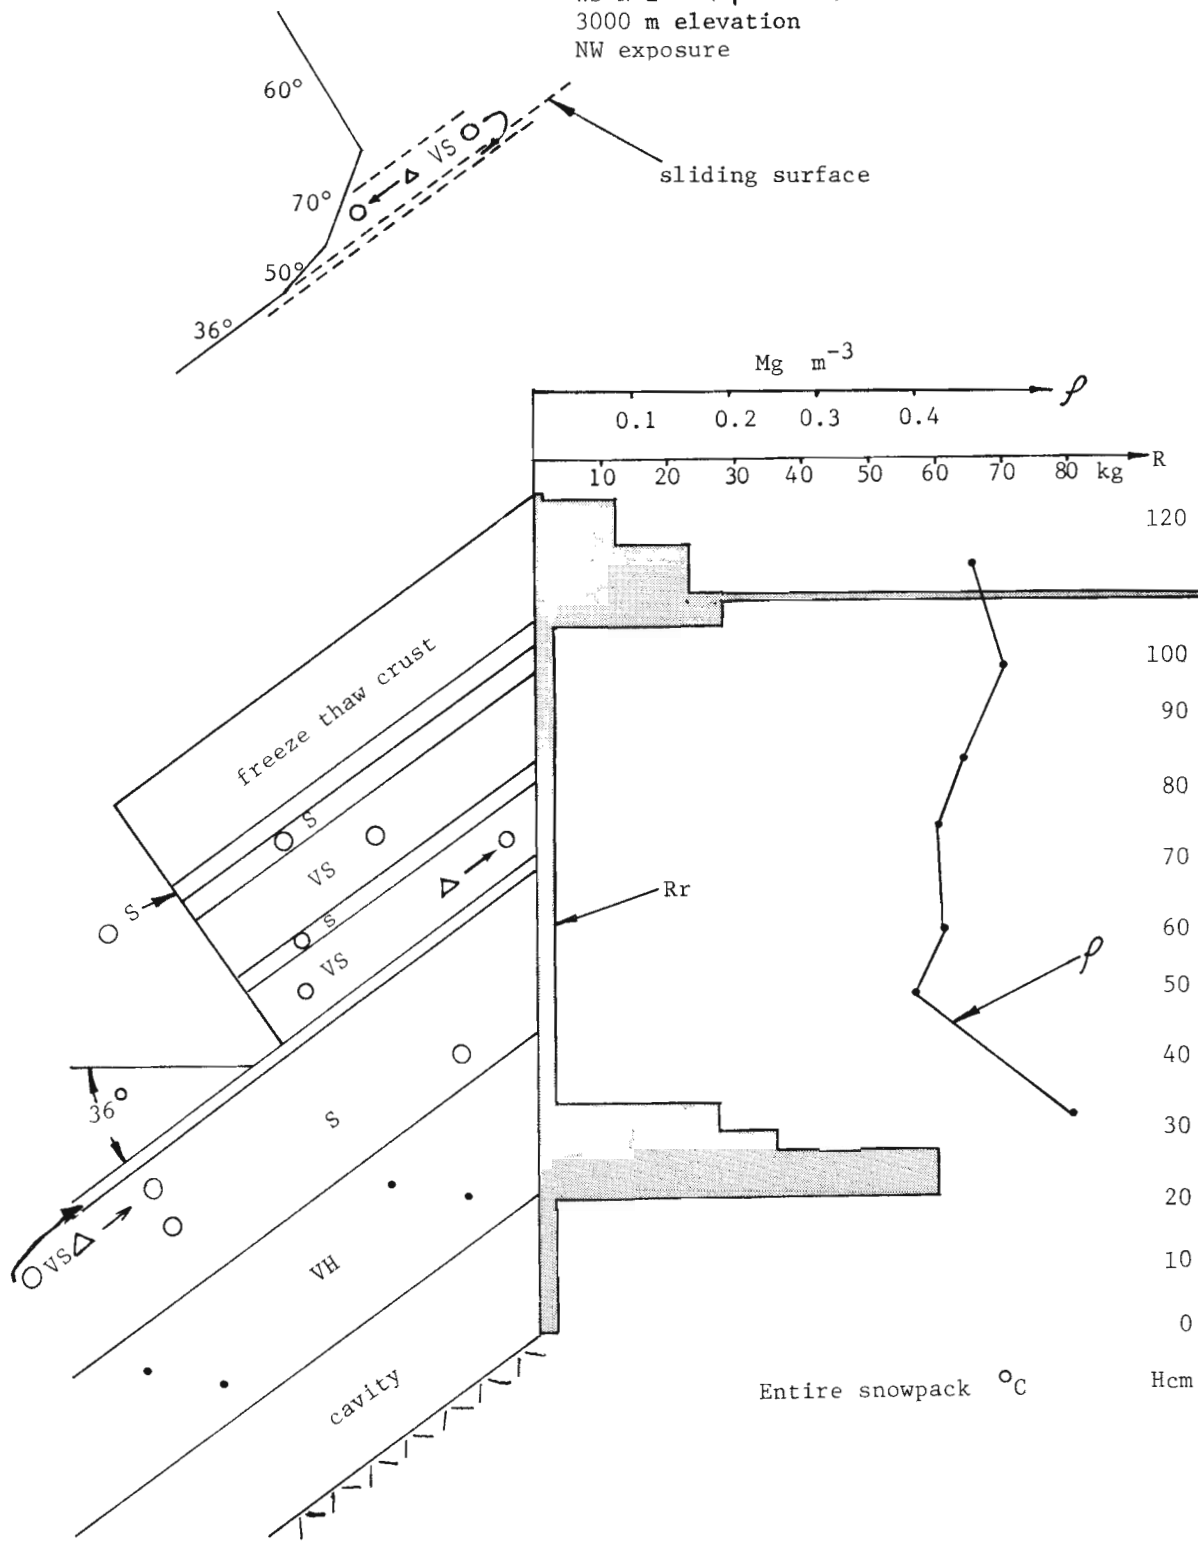 3000 m elevation
NW exposure
60°
VS
sliding surface
70°
50°
36°
Mg m-3
ρ
0.1 0.2 0.3 0.4
R
10 20 30 40 50 60 70 80 kg
120
freeze thaw crust
100
90
80
S
S
VS
70
Rr
S
VS
60
ρ
50
40
36°
S
30
20
VS
VH
10
0
cavity
Entire snowpack °C
Hcm